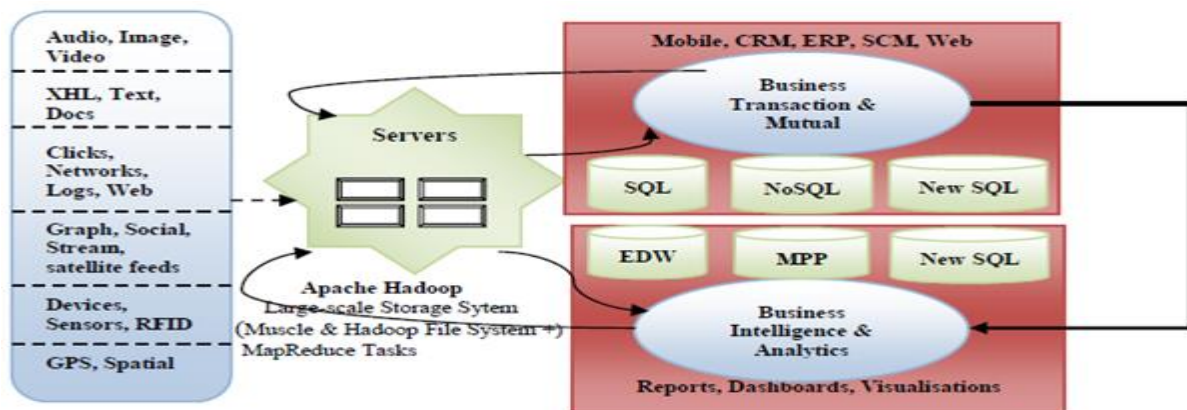 Audio, Image,
Video
XHL, Text,
Docs
Clicks,
Networks,
Logs, Web
Graph, Social,
Stream,
satellite feeds
Devices,
Sensors, RFID
GPS, Spatial
Servers
Apache Hadoop
Large-scale Storage Sytem
(Muscle & Hadoop File System +)
MapReduce Tasks
Mobile, CRM, ERP, SCM, Web
Business
Transaction &
Mutual
SQL
NoSQL
New SQL
EDW
MPP
New SQL
Business
Intelligence &
Analytics
Reports, Dashboards, Visualisations